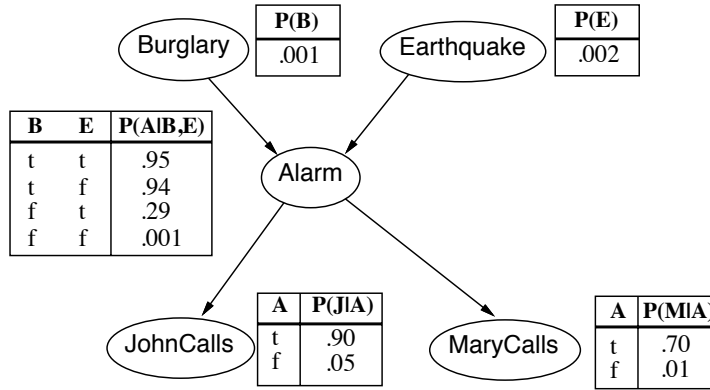 Burglary
P(B)
.001
Earthquake
P(E)
.002
B E P(A|B,E)
t t .95
t f .94
f t .29
f f .001
Alarm
JohnCalls
A P(J|A)
t .90
f .05
MaryCalls
A P(M|A)
t .70
f .01